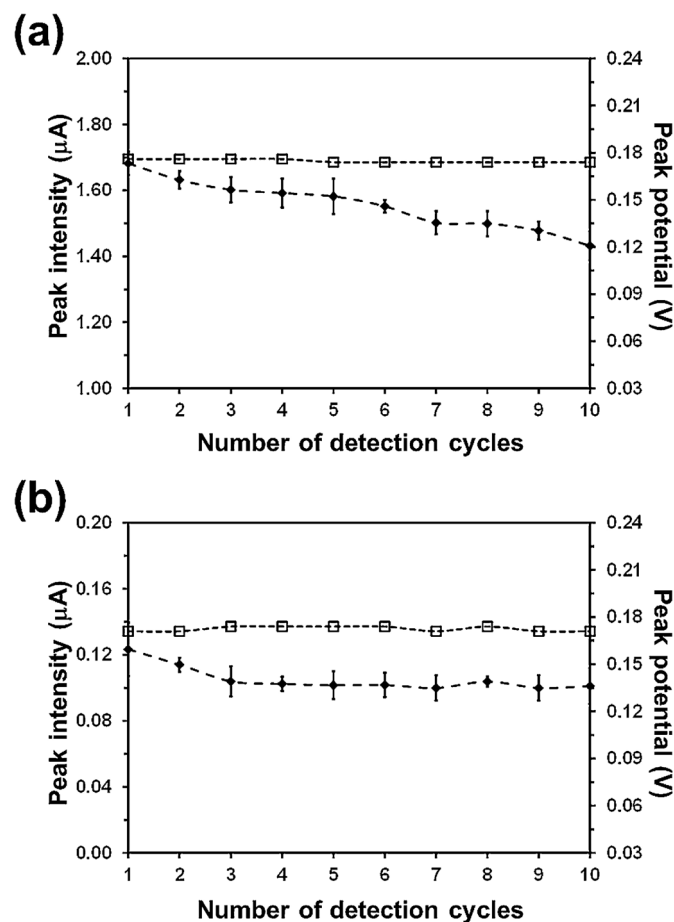 (a)
Peak intensity (μA)
2.00
1.80
1.60
1.40
1.20
1.00
0.24
0.21
0.18
0.15
0.12
0.09
0.06
0.03
Peak potential (V)
1 2 3 4 5 6 7 8 9 10
Number of detection cycles
(b)
Peak intensity (μA)
0.20
0.16
0.12
0.08
0.04
0.00
0.24
0.21
0.18
0.15
0.12
0.09
0.06
0.03
Peak potential (V)
1 2 3 4 5 6 7 8 9 10
Number of detection cycles